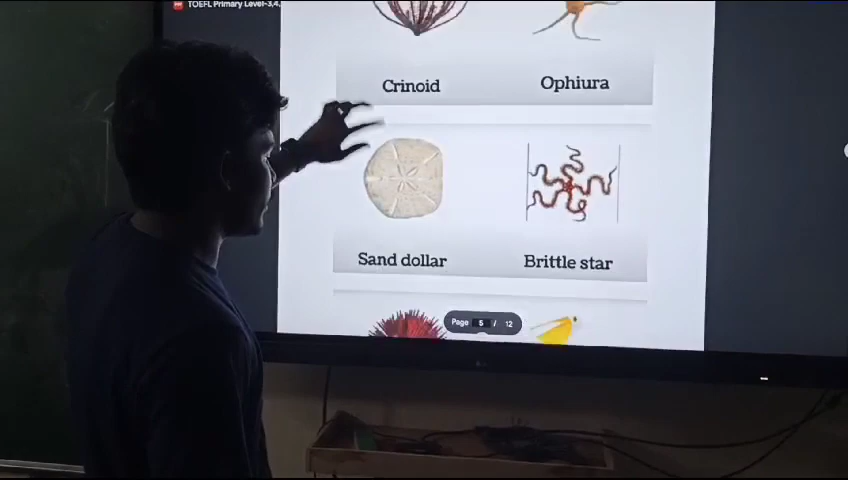 TOEFL Primary Level-3,4.
Crinoid
Ophiura
Sand dollar
Brittle star
Page 5 / 12